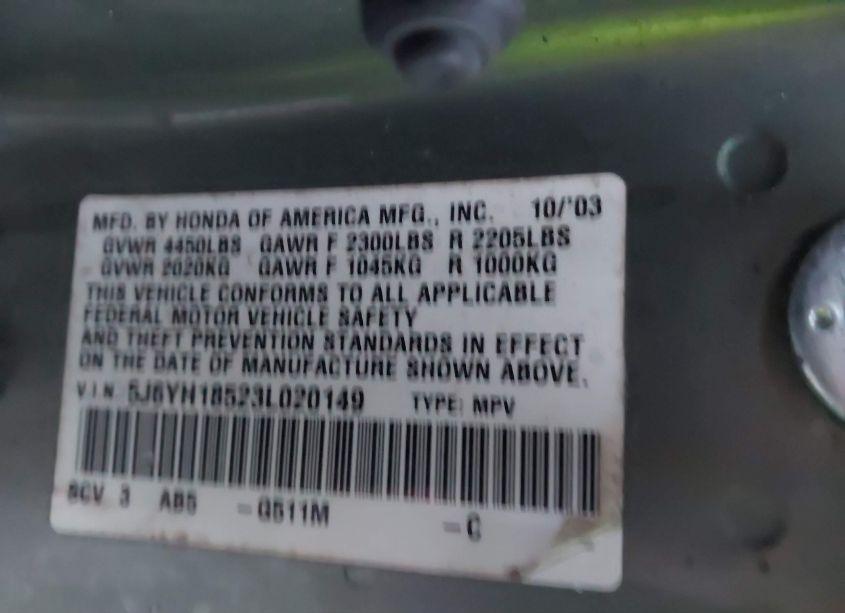 MFD. BY HONDA OF AMERICA MFG., INC. 10/'03
GVWR 4450LBS GAWR F 2300LBS R 2205LBS
GVWR 2020KG GAWR F 1045KG R 1000KG
THIS VEHICLE CONFORMS TO ALL APPLICABLE
FEDERAL MOTOR VEHICLE SAFETY
AND THEFT PREVENTION STANDARDS IN EFFECT
ON THE DATE OF MANUFACTURE SHOWN ABOVE.
V.I.N. 5J6YH18523L020149 TYPE: MPV
SCV 3 ABS -G511M -C